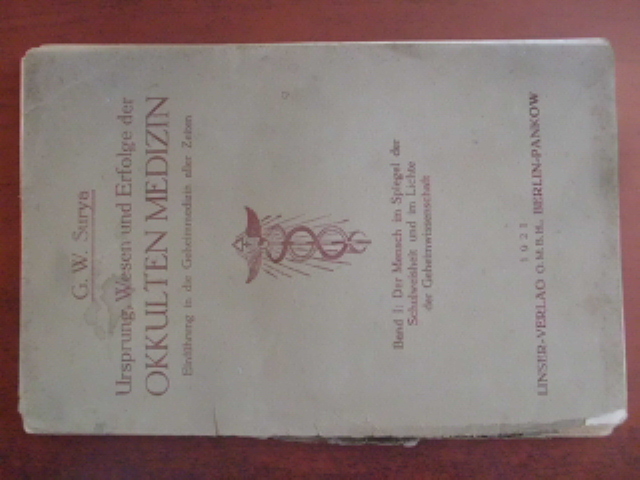 G. W. Surya
Ursprung, Wesen und Erfolge der
OKKULTEN MEDIZIN
Einführung in die Geheimmedizin aller Zeiten
Band I: Der Mensch im Spiegel der
Schulweisheit und im Lichte
der Geheimwissenschaft
1921
LINSER-VERLAG G.M.B.H., BERLIN-PANKOW